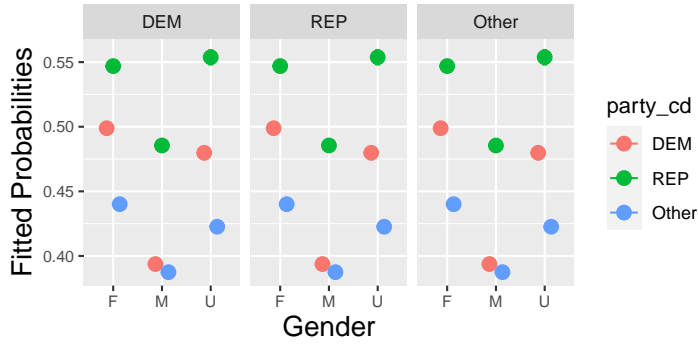 DEM REP Other
Fitted Probabilities
0.55
0.50
0.45
0.40
F M U F M U F M U
Gender
party_cd
DEM
REP
Other